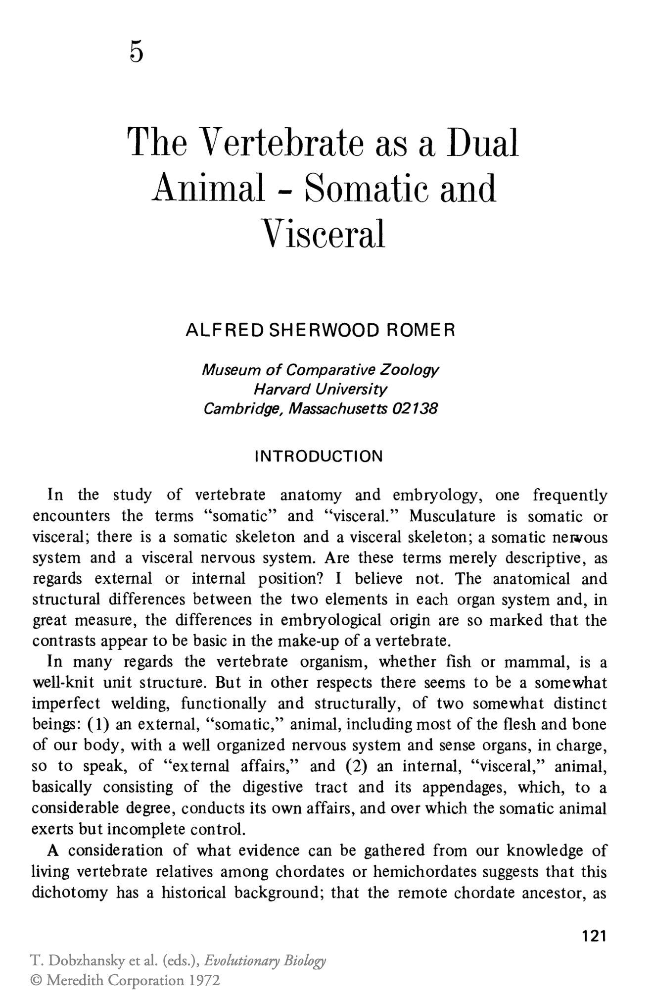 5
The Vertebrate as a Dual
Animal – Somatic and
Visceral
ALFRED SHERWOOD ROMER
Museum of Comparative Zoology
Harvard University
Cambridge, Massachusetts 02138
INTRODUCTION
In the study of vertebrate anatomy and embryology, one frequently
encounters the terms “somatic” and “visceral.” Musculature is somatic or
visceral; there is a somatic skeleton and a visceral skeleton; a somatic nervous
system and a visceral nervous system. Are these terms merely descriptive, as
regards external or internal position? I believe not. The anatomical and
structural differences between the two elements in each organ system and, in
great measure, the differences in embryological origin are so marked that the
contrasts appear to be basic in the make-up of a vertebrate.
In many regards the vertebrate organism, whether fish or mammal, is a
well-knit unit structure. But in other respects there seems to be a somewhat
imperfect welding, functionally and structurally, of two somewhat distinct
beings: (1) an external, “somatic,” animal, including most of the flesh and bone
of our body, with a well organized nervous system and sense organs, in charge,
so to speak, of “external affairs,” and (2) an internal, “visceral,” animal,
basically consisting of the digestive tract and its appendages, which, to a
considerable degree, conducts its own affairs, and over which the somatic animal
exerts but incomplete control.
A consideration of what evidence can be gathered from our knowledge of
living vertebrate relatives among chordates or hemichordates suggests that this
dichotomy has a historical background; that the remote chordate ancestor, as
121
T. Dobzhansky et al. (eds.), Evolutionary Biology
© Meredith Corporation 1972